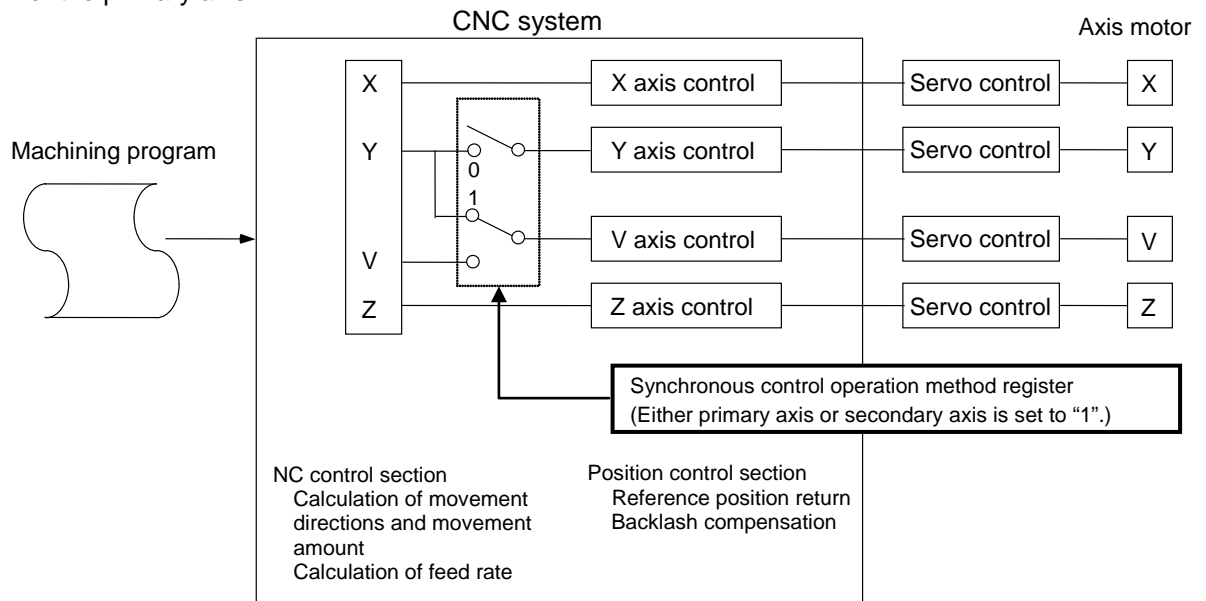 CNC system
Axis motor
X
X axis control
Servo control
X
Machining program
Y
0
Y axis control
Servo control
Y
1
V
V axis control
Servo control
V
Z
Z axis control
Servo control
Z
Synchronous control operation method register
(Either primary axis or secondary axis is set to “1”.)
NC control section
Calculation of movement
directions and movement
amount
Calculation of feed rate
Position control section
Reference position return
Backlash compensation